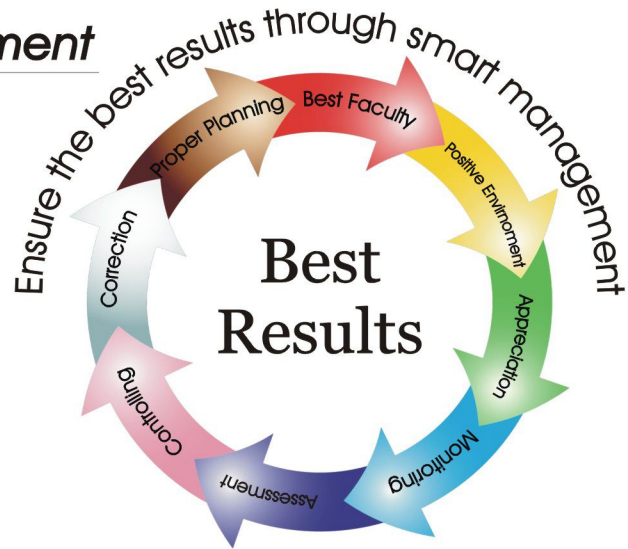 ment
Ensure the best results through smart management
Proper Planning
Best Faculty
Positive Envirnoment
Appreciation
Monitoring
Assessment
Controlling
Correction
Best
Results